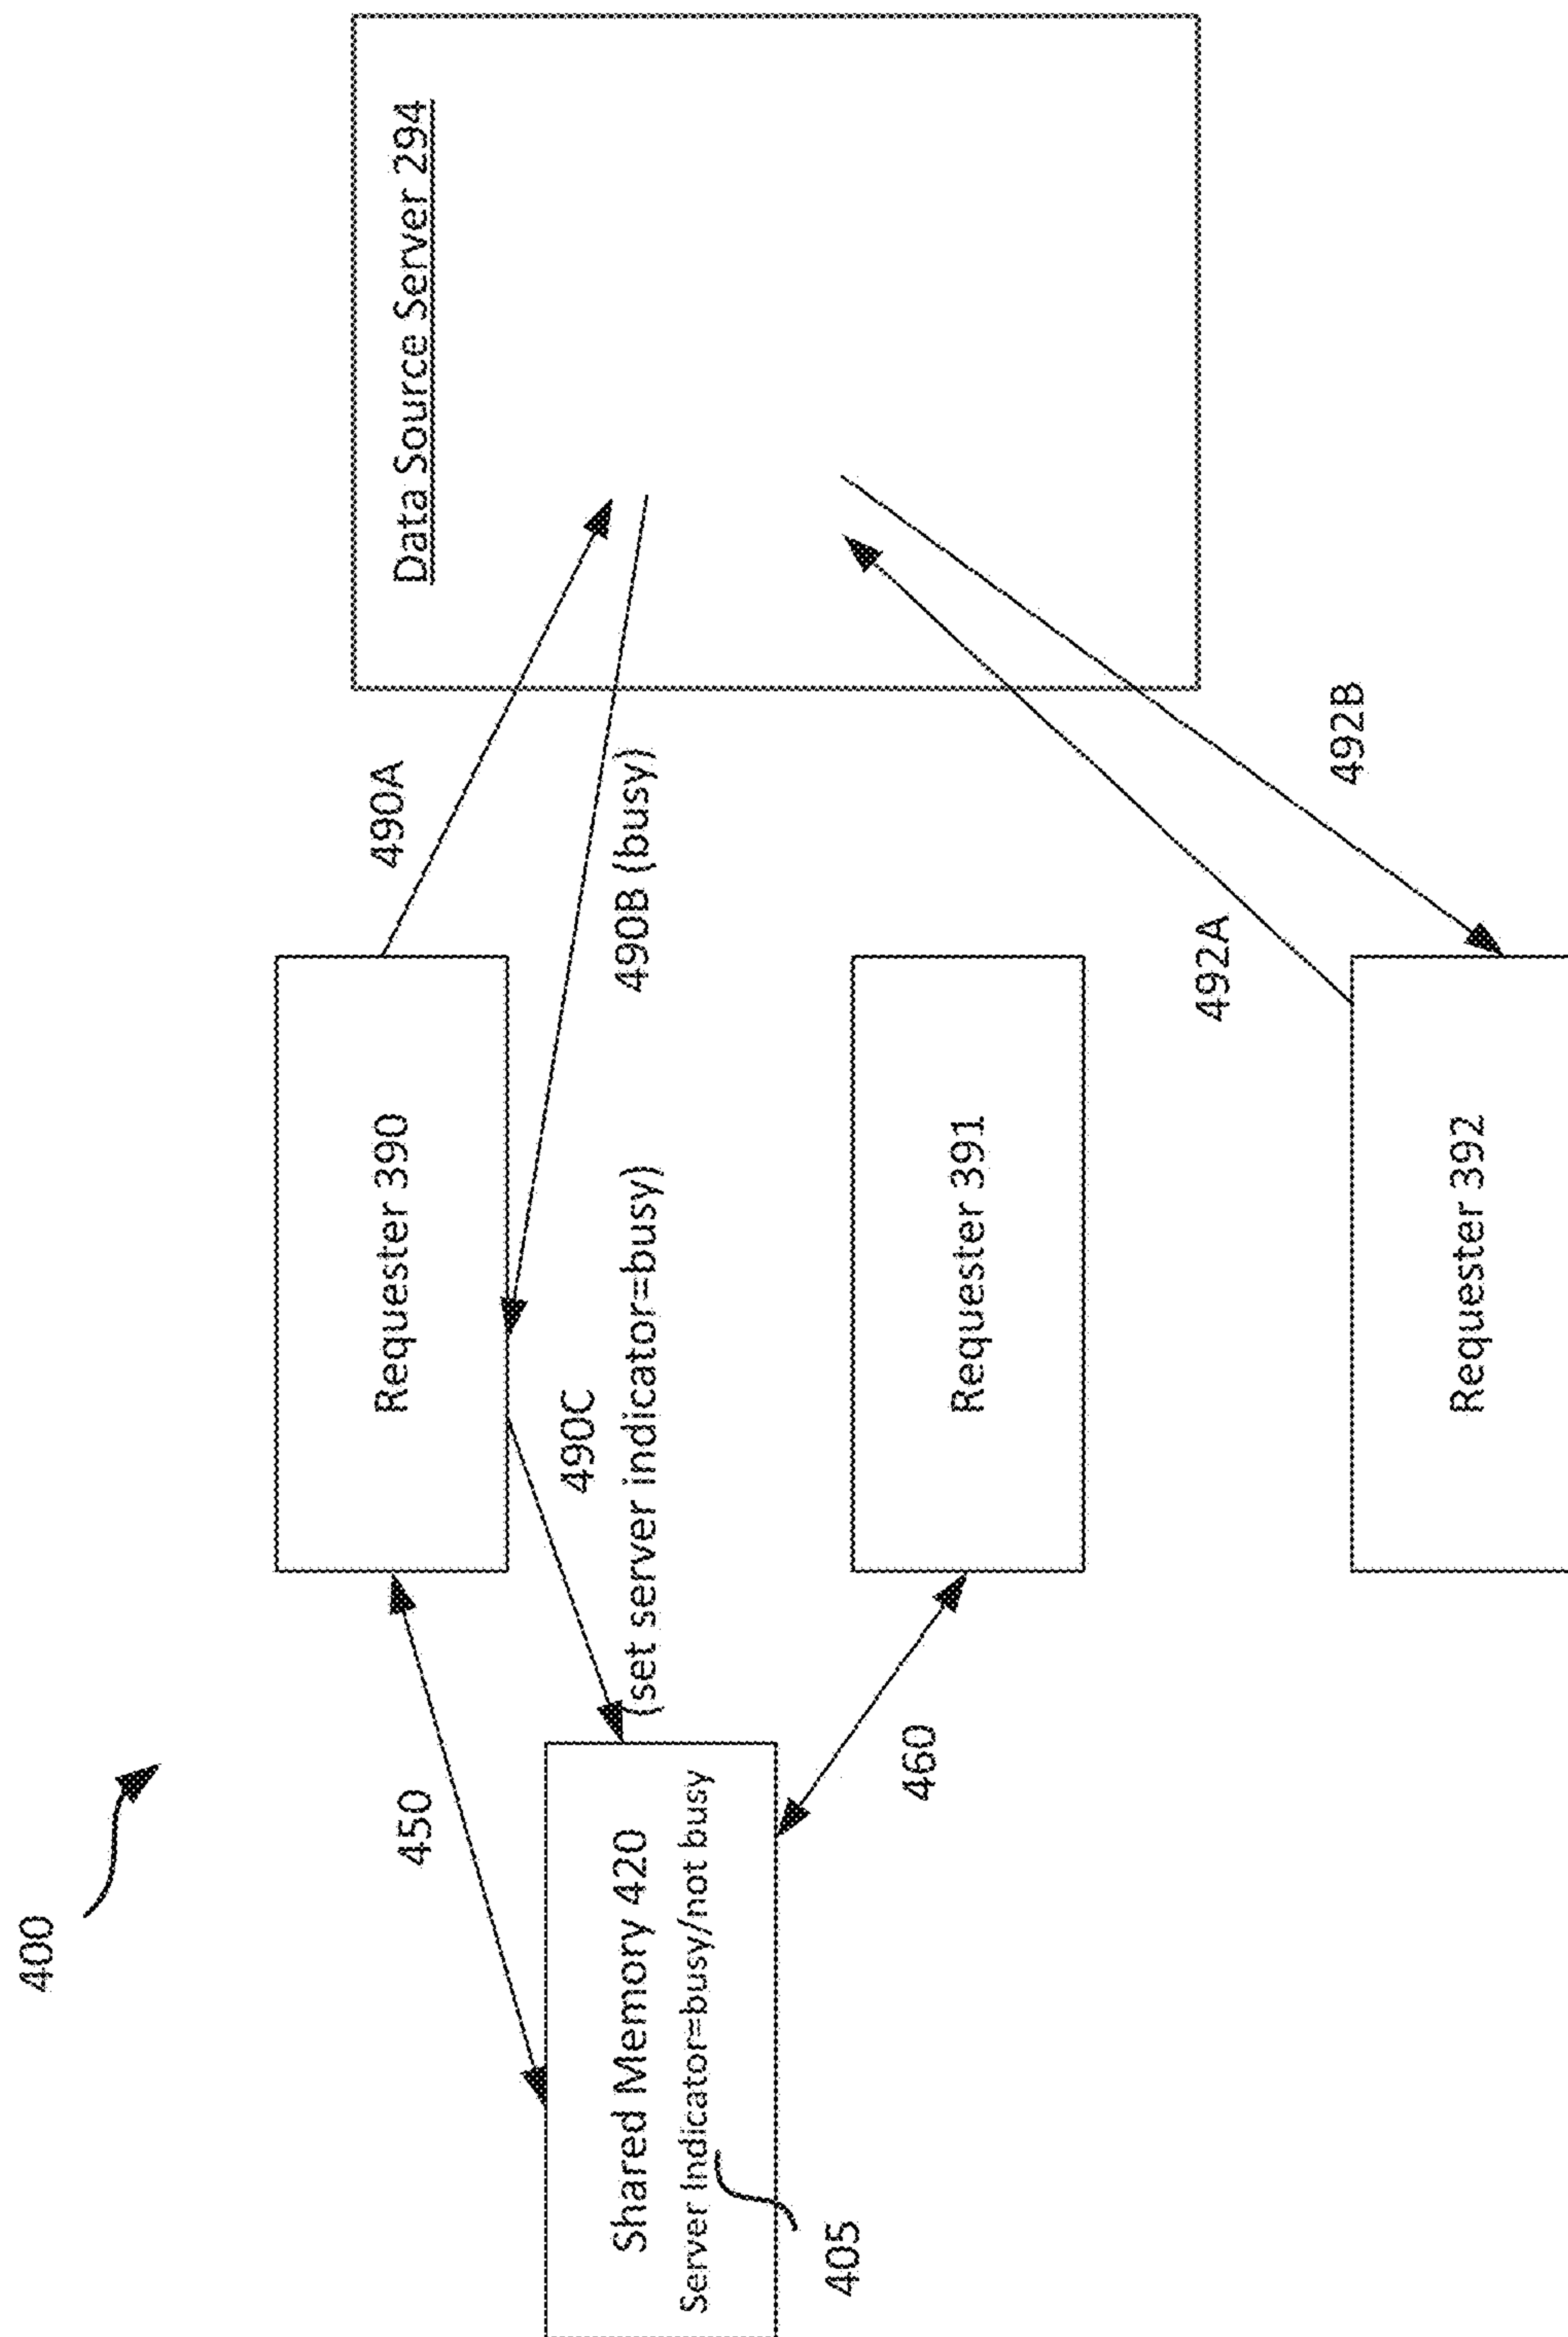 400
450
Requester 390
490A
Data Source Server 294
490C
(set server indicator=busy)
490B (busy)
Shared Memory 420
Server Indicator=busy/not busy
405
460
Requester 391
492A
492B
Requester 392